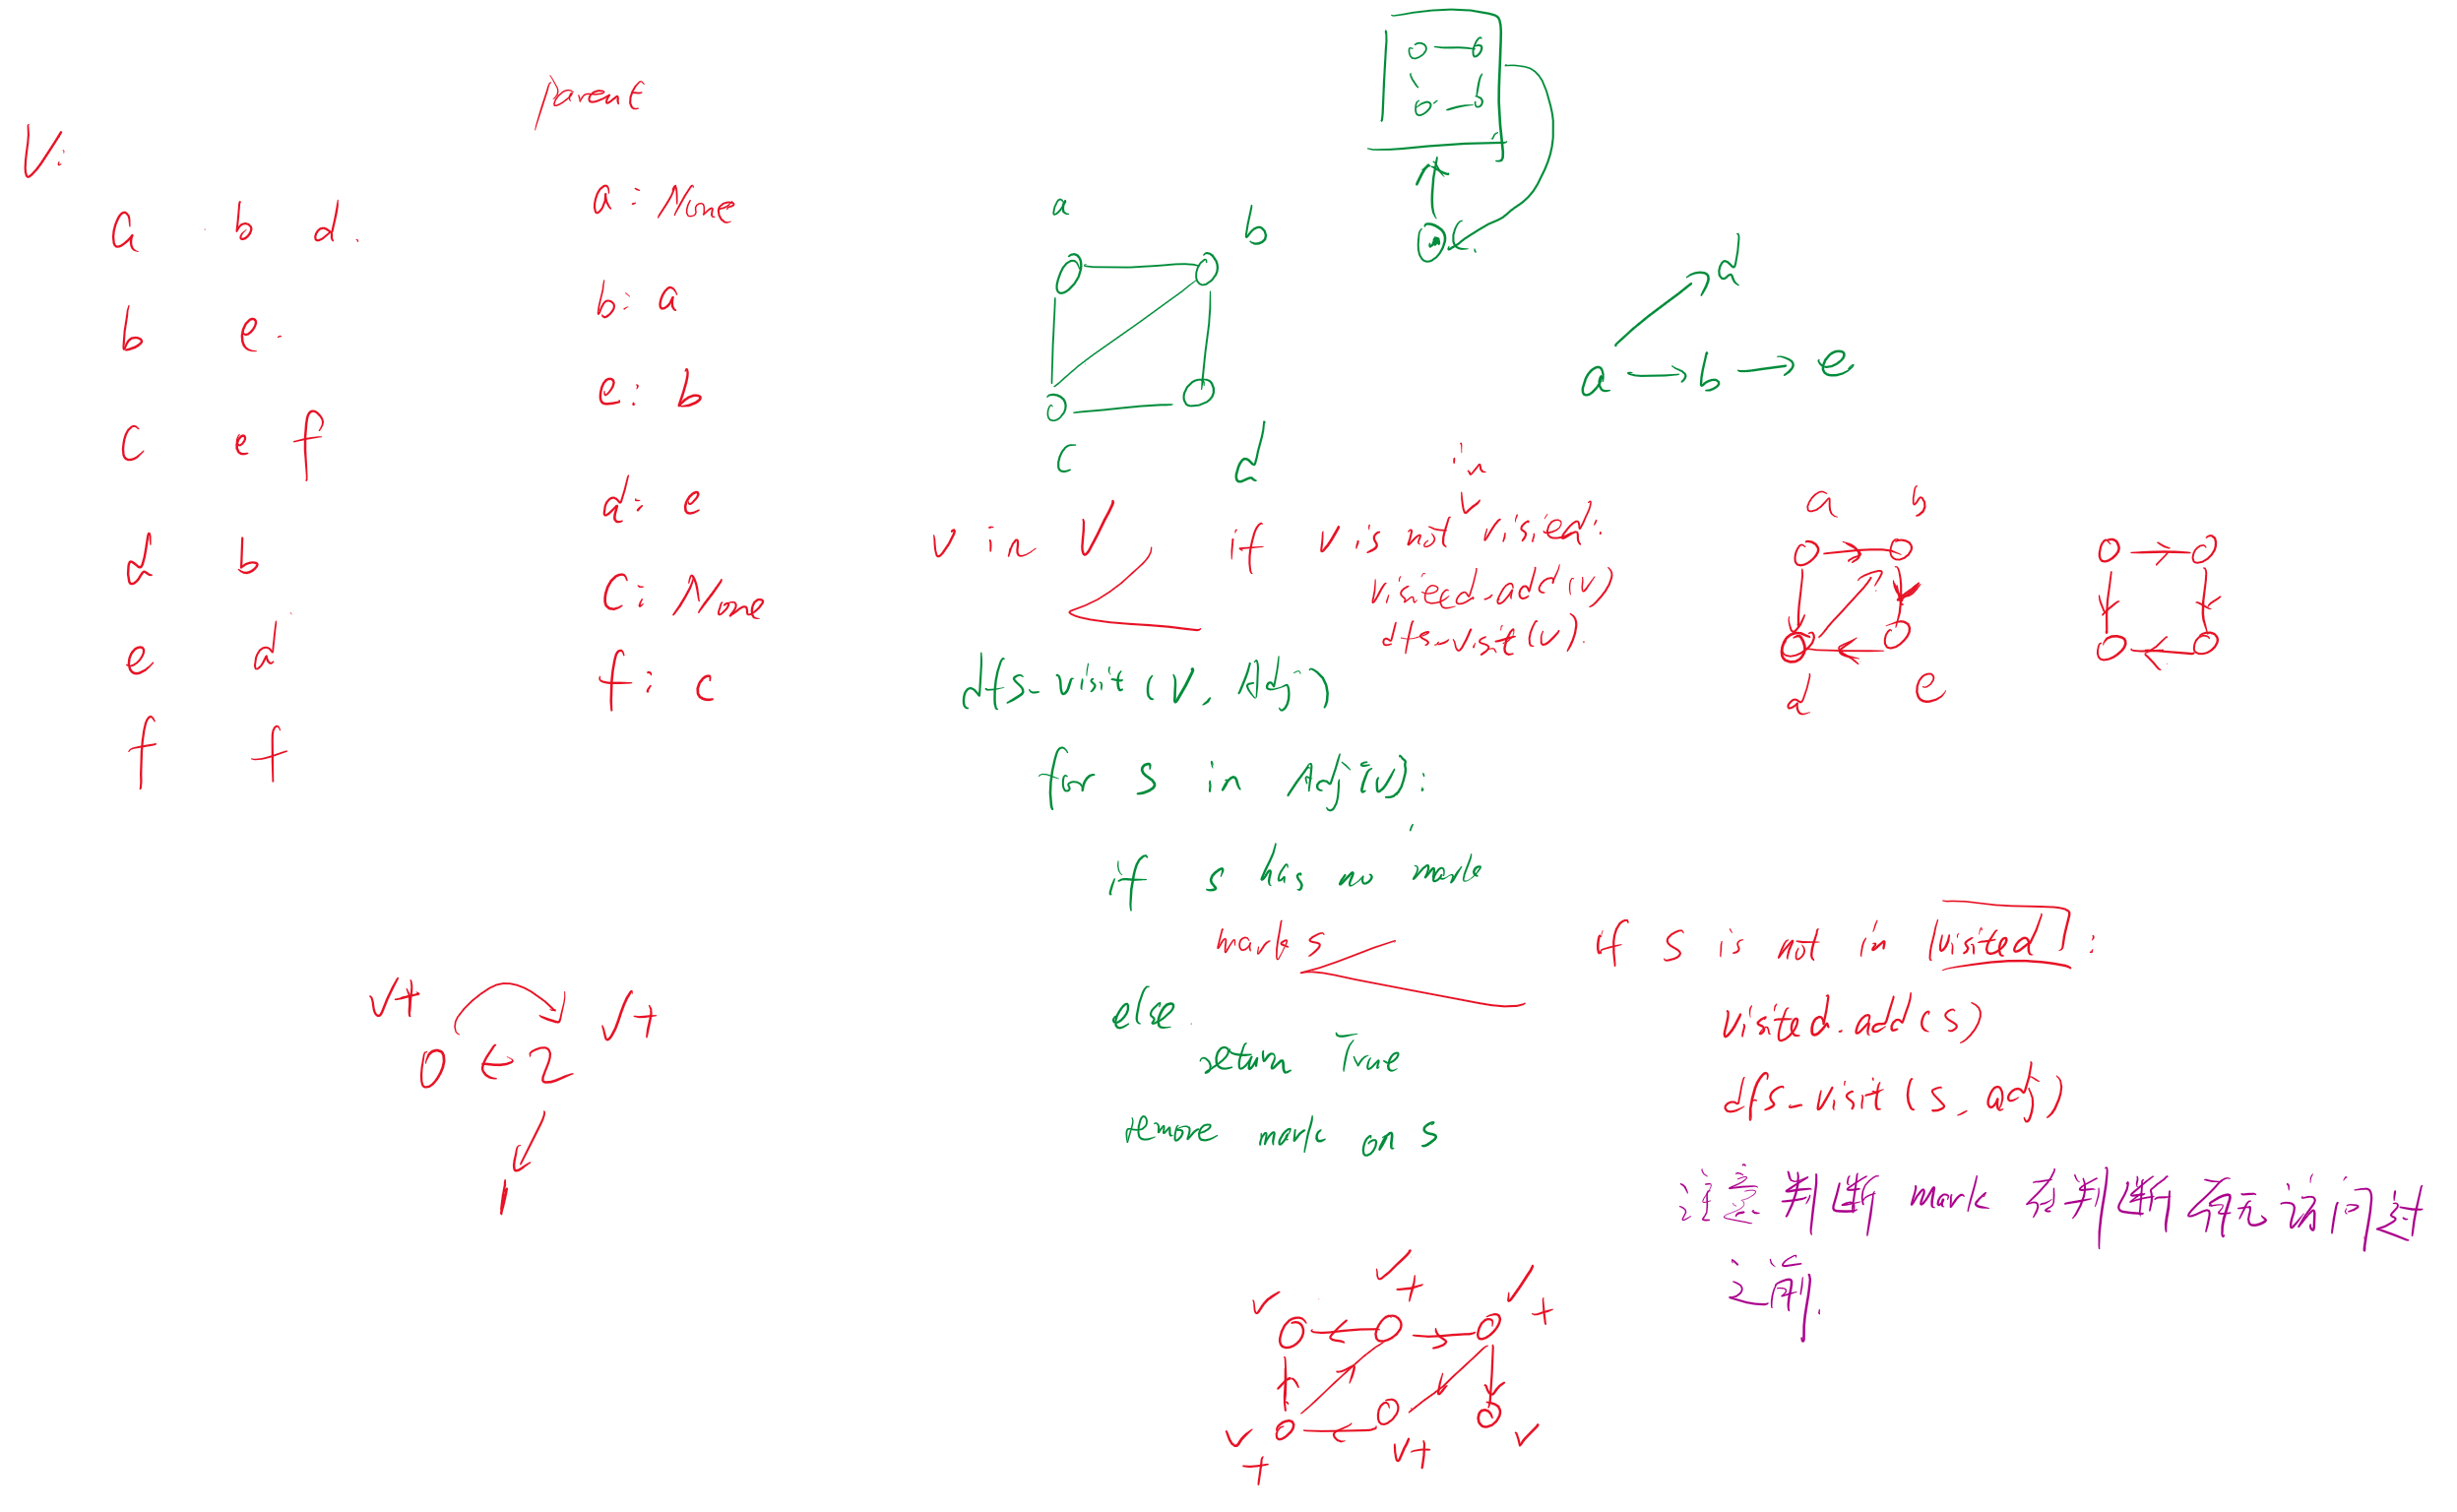 V:
a b d.
b e.
c e f
d b
e d
f f
parent
a: None
b: a
e: b
d: e
C: None
f: c
a
b
c
d
a b e
d
v in V
in
V
if v is not visited:
visited.add(v)
dfs-visit(v).
dfs-visit (V, Adj)
for s in Adj(v):
if s has no mark
mark s
else
return True
remove mark on s
a b
d e
if s is not in visited:
visited.add(s)
dfs-visit (s, adj)
注意判断 mark 在判断有无访问过
之前.
0 2
1